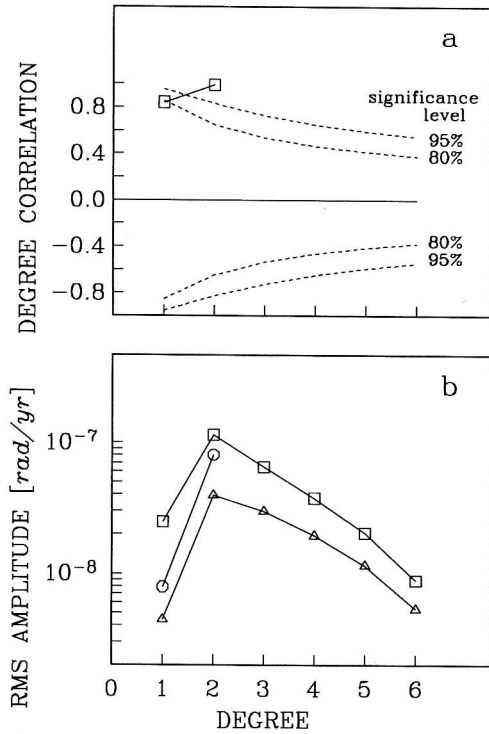 a
DEGREE CORRELATION
0.8
0.4
0.0
−0.4
−0.8
significance
level
95%
80%
80%
95%
b
RMS AMPLITUDE [rad/yr]
10⁻⁷
10⁻⁸
0 1 2 3 4 5 6
DEGREE